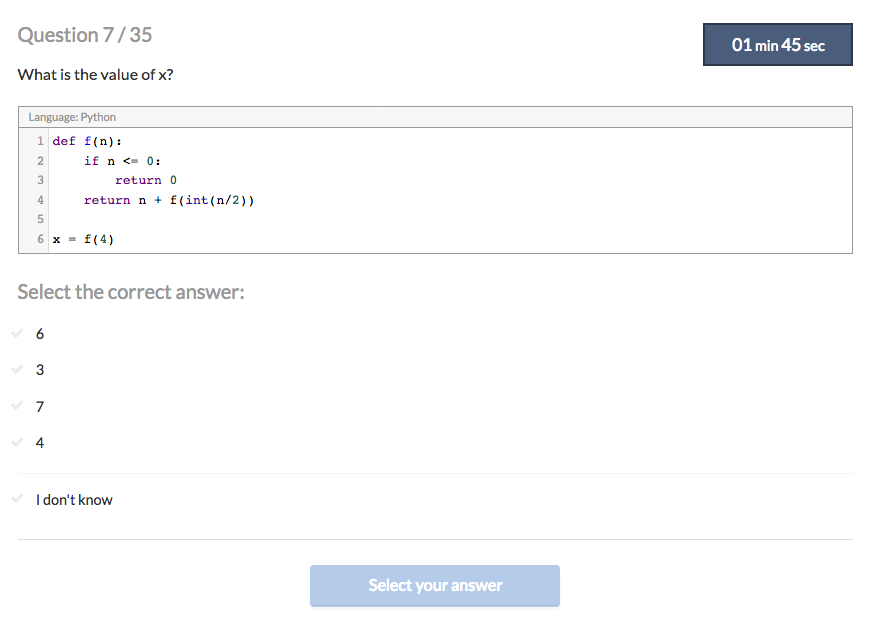 Question 7 / 35
01 min 45 sec
What is the value of x?
Language: Python
1 def f(n):
2     if n <= 0:
3         return 0
4     return n + f(int(n/2))
5
6 x = f(4)
Select the correct answer:
6
3
7
4
I don't know
Select your answer